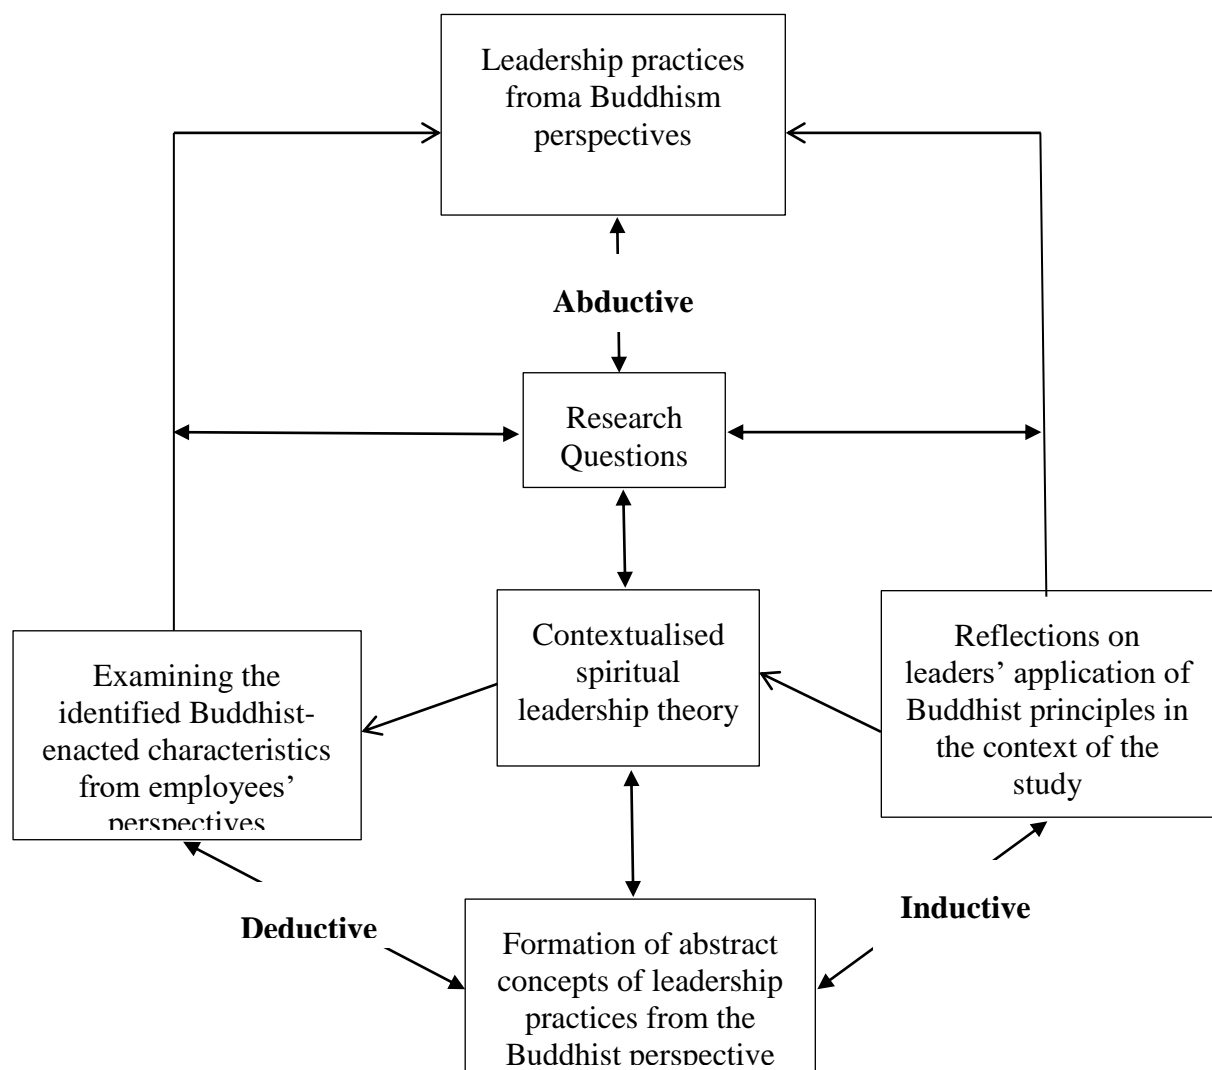 Leadership practices
froma Buddhism
perspectives
Abductive
Research
Questions
Contextualised
spiritual
leadership theory
Reflections on
leaders’ application of
Buddhist principles in
the context of the
study
Examining the
identified Buddhist-
enacted characteristics
from employees’
perspectives
Deductive
Inductive
Formation of abstract
concepts of leadership
practices from the
Buddhist perspective